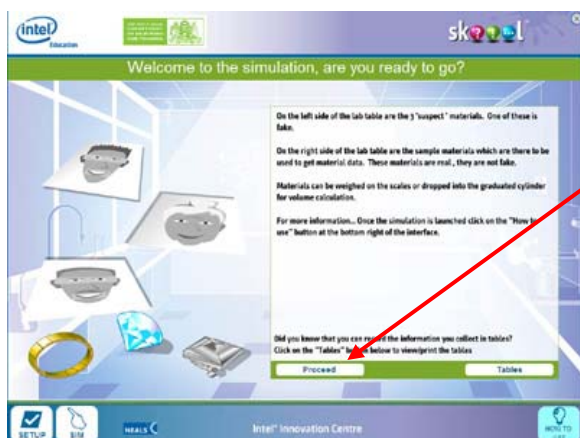 intel
Education
skoool
Welcome to the simulation, are you ready to go?
On the left side of the lab table are the 3 "suspect" materials. One of these is
fake.
On the right side of the lab table are the sample materials which are there to be
used to get material data. These materials are real, they are not fake.
Materials can be weighed on the scales or dropped into the graduated cylinder
for volume calculation.
For more information... Once the simulation is launched click on the "How to
use" button at the bottom right of the interface.
Did you know that you can record the information you collect in tables?
Click on the "Tables" button below to view/print the tables
Proceed
Tables
SETUP
SIM
Intel® Innovation Centre
HOW TO